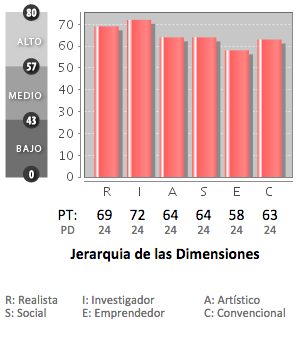 80
ALTO
57
MEDIO
43
BAJO
0
70
60
50
40
30
20
10
0
R I A S E C
PT: 69 72 64 64 58 63
PD 24 24 24 24 24 24
Jerarquia de las Dimensiones
R: Realista I: Investigador A: Artístico
S: Social E: Emprendedor C: Convencional